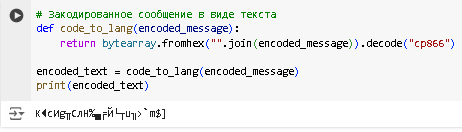 # Закодированное сообщение в виде текста
def code_to_lang(encoded_message):
return bytearray.fromhex("".join(encoded_message)).decode("cp866")
encoded_text = code_to_lang(encoded_message)
print(encoded_text)